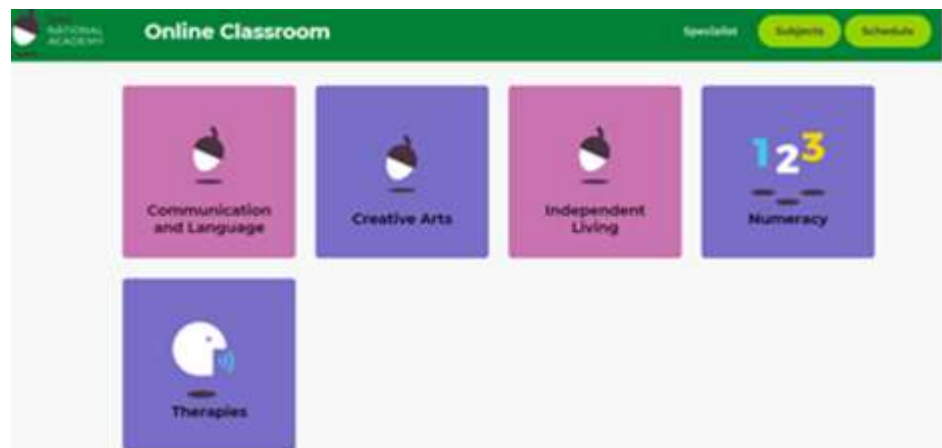 NATIONAL
ACADEMY
Online Classroom
Specialist
Subjects
Schedule
Communication
and Language
Creative Arts
Independent
Living
123
Numeracy
Therapies